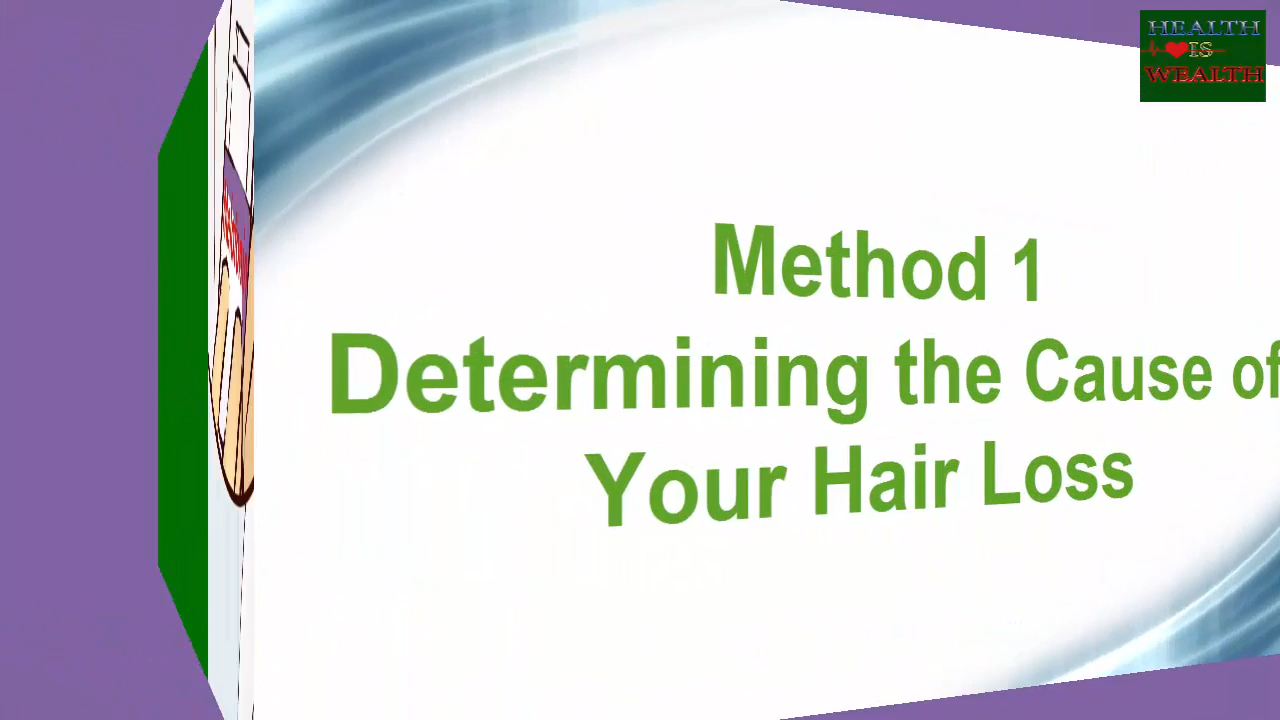 HEALTH
IS
WEALTH
Method 1
Determining the Cause of
Your Hair Loss